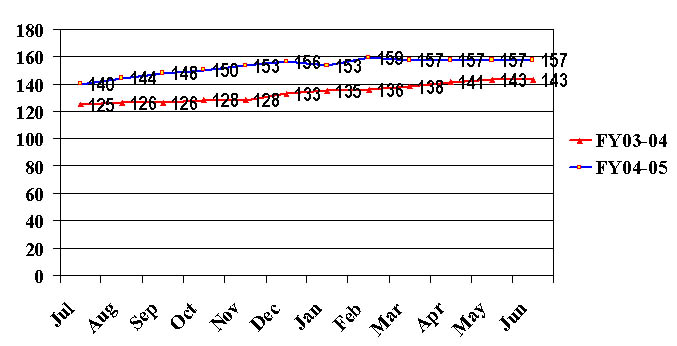 180
160
140
120
100
80
60
40
20
0
140 144 148 150 153 156 153 159 157 157 157 157
125 126 126 128 128 133 135 136 138 141 143 143
Jul Aug Sep Oct Nov Dec Jan Feb Mar Apr May Jun
FY03-04
FY04-05